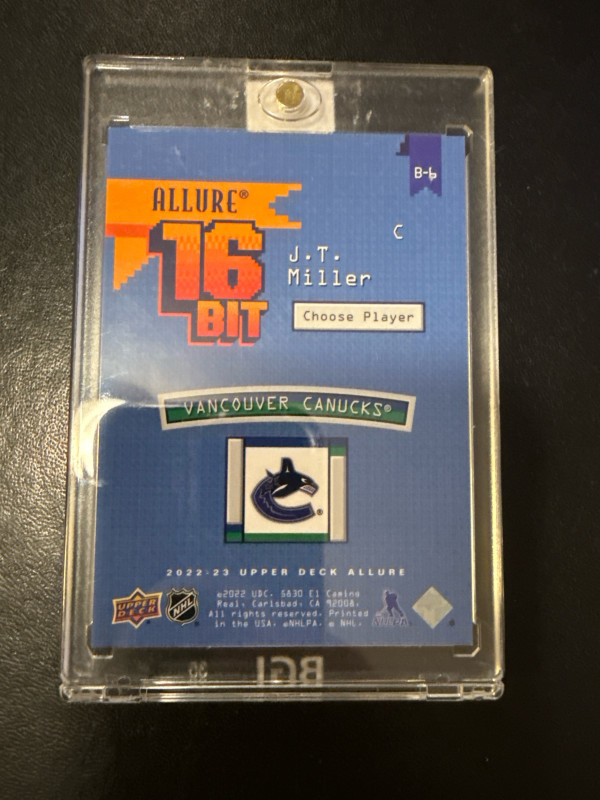 B-6
ALLURE®
16
BIT
C
J.T.
Miller
Choose Player
VANCOUVER CANUCKS®
2022-23 UPPER DECK ALLURE
©2022 UDC. 5830 El Camino
Real, Carlsbad, CA 92008.
All rights reserved. Printed
in the USA. ©NHLPA. © NHL.
UPPER
DECK
NHL
NHLPA